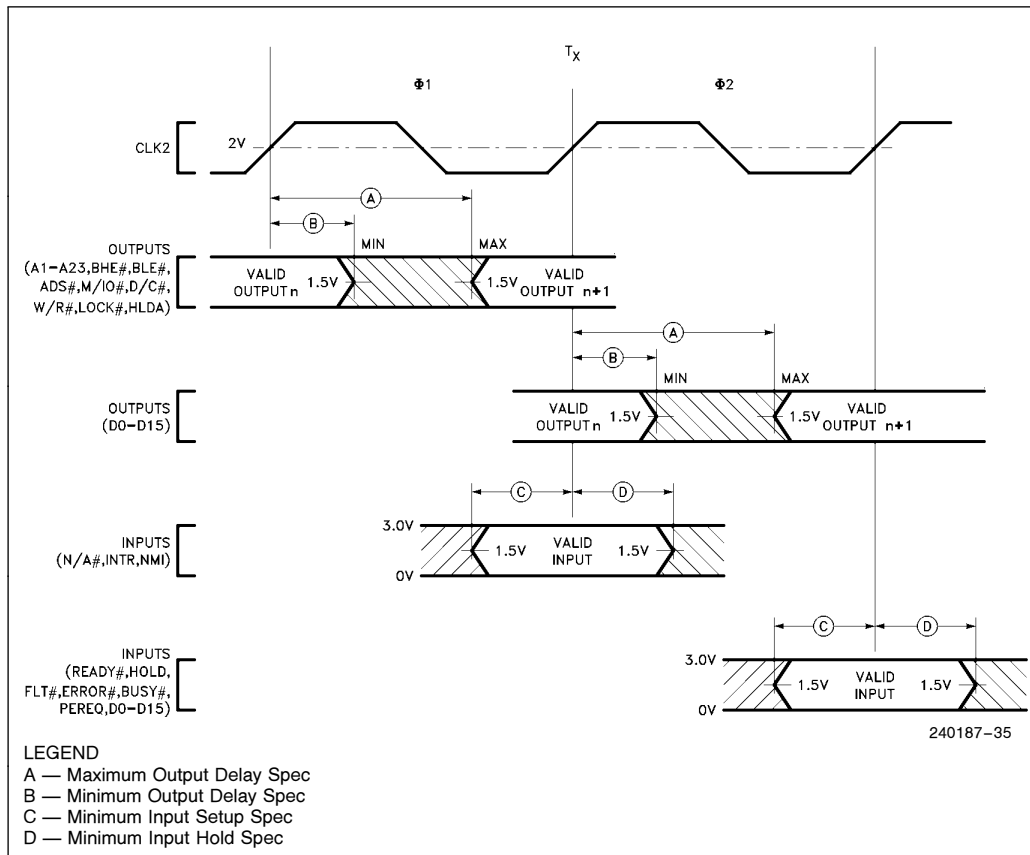 TX
Φ1 Φ2
CLK2 2V
A
B
MIN MAX
OUTPUTS
(A1-A23,BHE#,BLE#,
ADS#,M/IO#,D/C#,
W/R#,LOCK#,HLDA)
VALID
OUTPUT n
1.5V
1.5V
VALID
OUTPUT n+1
A
B
MIN MAX
OUTPUTS
(D0-D15)
VALID
OUTPUT n
1.5V
1.5V
VALID
OUTPUT n+1
C D
INPUTS
(N/A#,INTR,NMI)
3.0V
0V
1.5V
VALID
INPUT
1.5V
C D
INPUTS
(READY#,HOLD,
FLT#,ERROR#,BUSY#,
PEREQ,D0-D15)
3.0V
0V
1.5V
VALID
INPUT
1.5V
240187-35
LEGEND
A — Maximum Output Delay Spec
B — Minimum Output Delay Spec
C — Minimum Input Setup Spec
D — Minimum Input Hold Spec